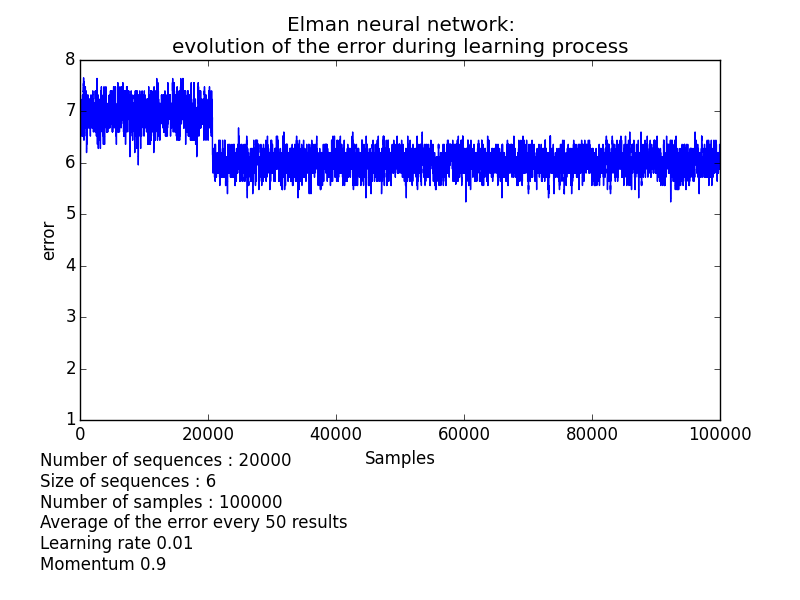 Elman neural network:
evolution of the error during learning process
8
7
6
5
4
3
2
1
error
0 20000 40000 60000 80000 100000
Samples
Number of sequences : 20000
Size of sequences : 6
Number of samples : 100000
Average of the error every 50 results
Learning rate 0.01
Momentum 0.9